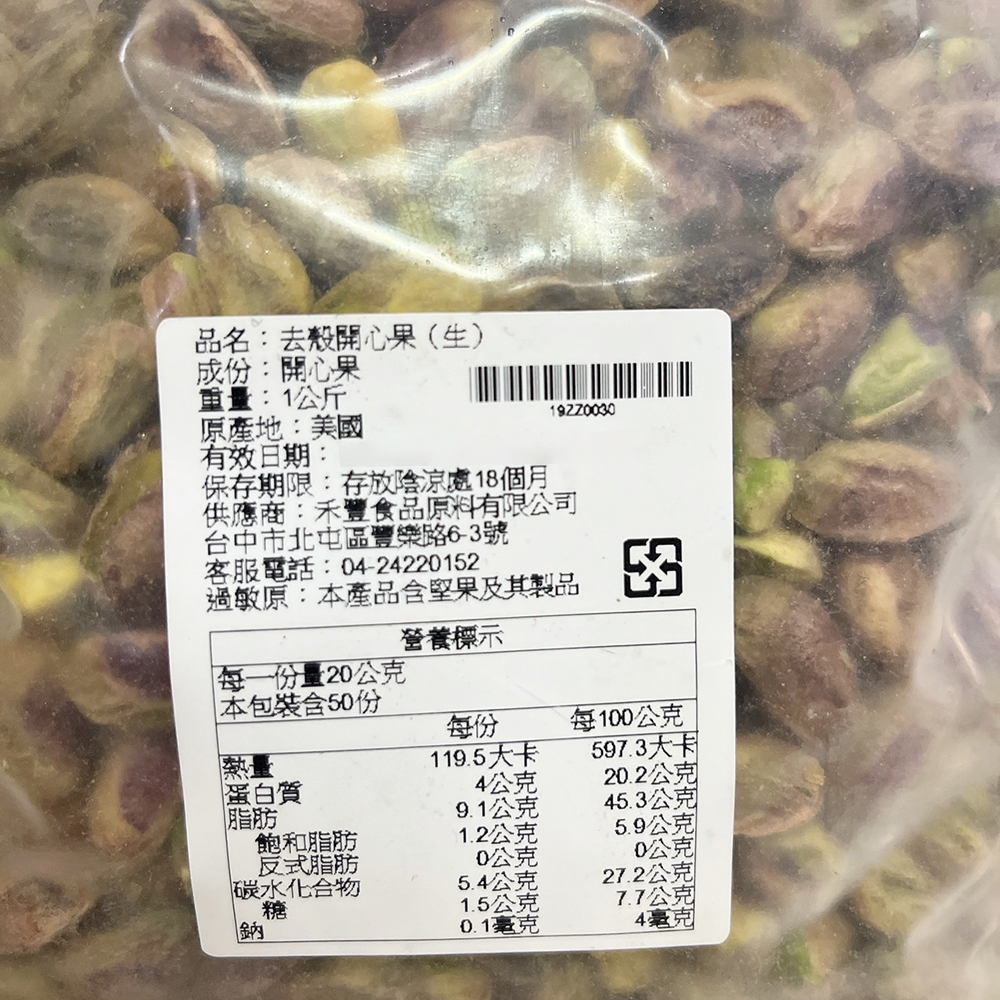 品名：去殼開心果（生）
成份：開心果
重量：1公斤
原產地：美國
有效日期：
保存期限：存放陰涼處18個月
供應商：禾豐食品原料有限公司
台中市北屯區豐樂路6-3號
客服電話：04-24220152
過敏原：本產品含堅果及其製品
19ZZ0030
營養標示
每一份量20公克
本包裝含50份
每份 每100公克
熱量 119.5大卡 597.3大卡
蛋白質 4公克 20.2公克
脂肪 9.1公克 45.3公克
飽和脂肪 1.2公克 5.9公克
反式脂肪 0公克 0公克
碳水化合物 5.4公克 27.2公克
糖 1.5公克 7.7公克
鈉 0.1毫克 4毫克